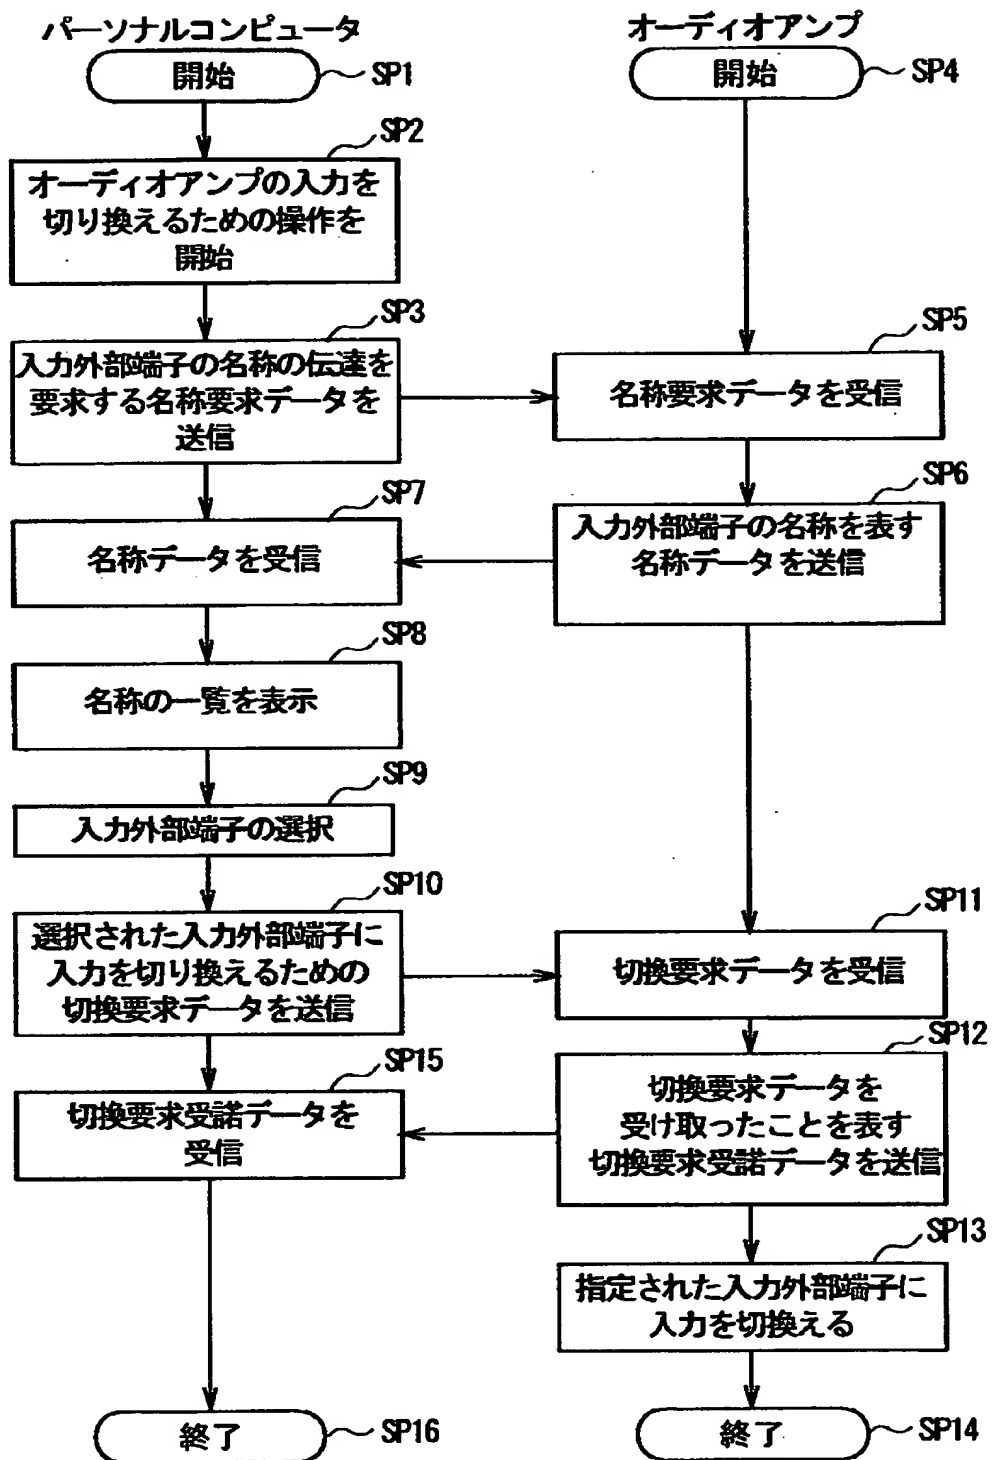 パーソナルコンピュータ
オーディオアンプ
開始
SP1
開始
SP4
SP2
オーディオアンプの入力を
切り換えるための操作を
開始
SP3
入力外部端子の名称の伝達を
要求する名称要求データを
送信
SP5
名称要求データを受信
SP7
名称データを受信
SP6
入力外部端子の名称を表す
名称データを送信
SP8
名称の一覧を表示
SP9
入力外部端子の選択
SP10
選択された入力外部端子に
入力を切り換えるための
切換要求データを送信
SP11
切換要求データを受信
SP15
切換要求受諾データを
受信
SP12
切換要求データを
受け取ったことを表す
切換要求受諾データを送信
SP13
指定された入力外部端子に
入力を切換える
終了
SP16
終了
SP14